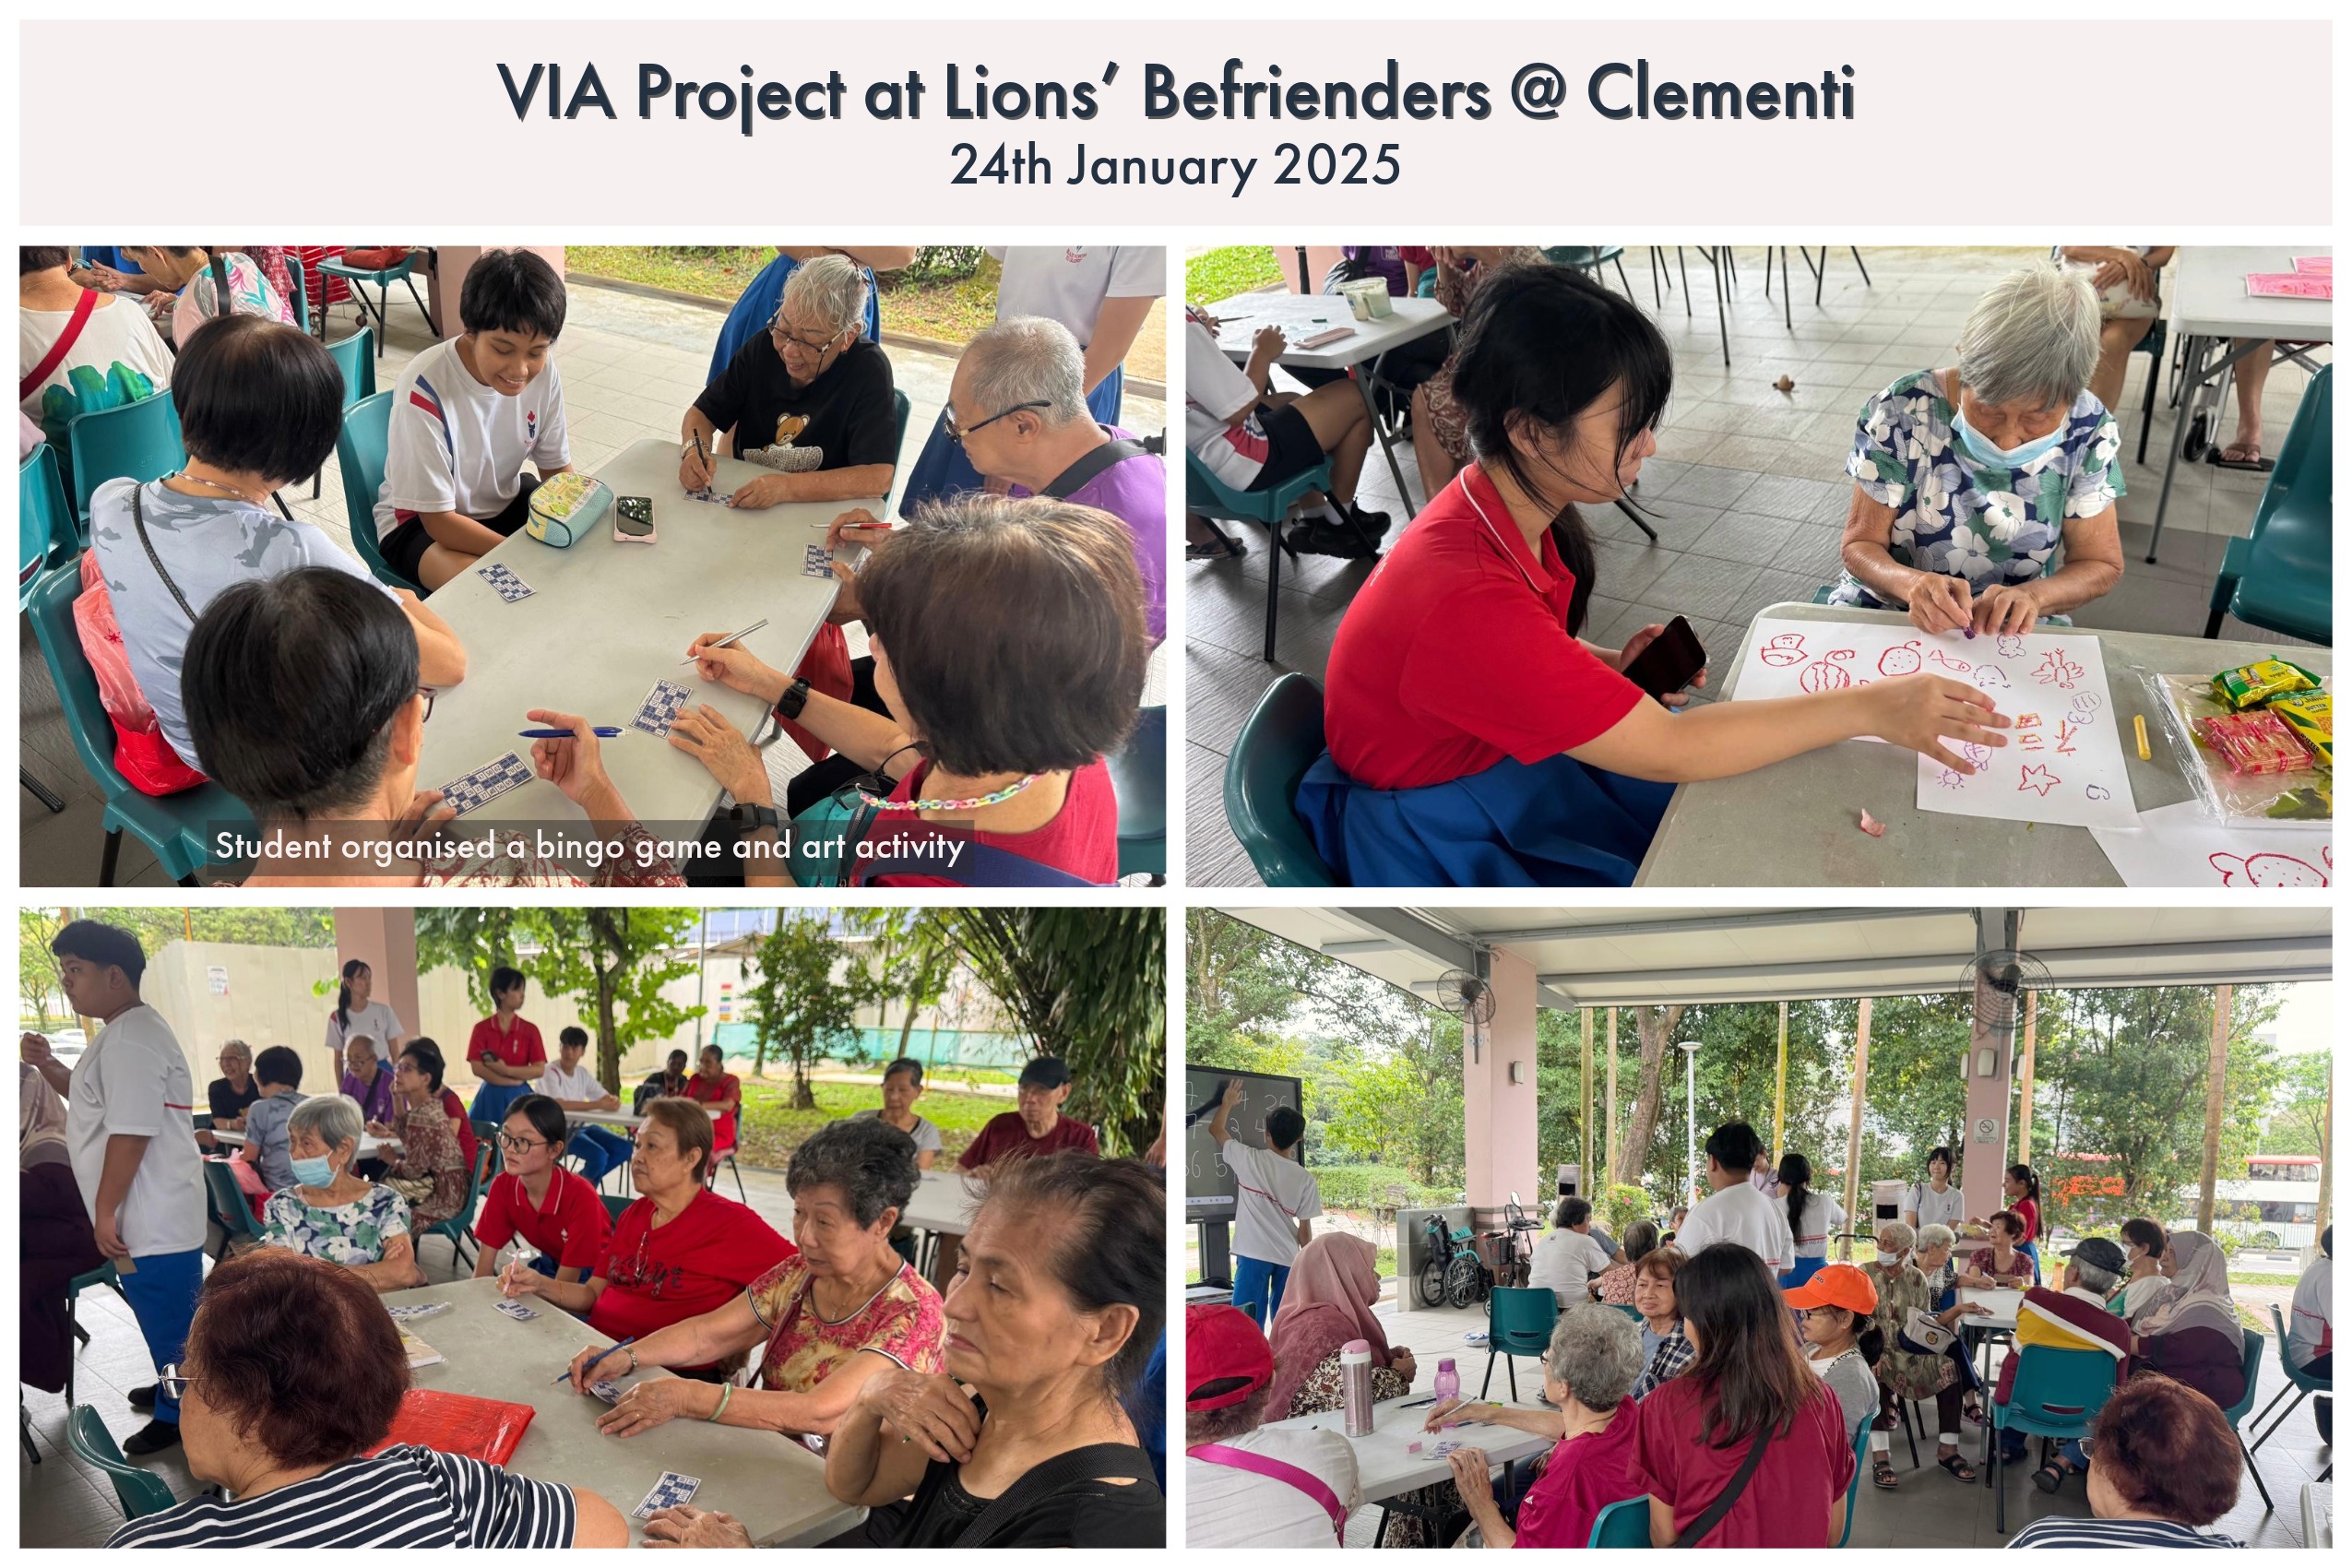 VIA Project at Lions' Befrienders @ Clementi
24th January 2025
Student organised a bingo game and art activity